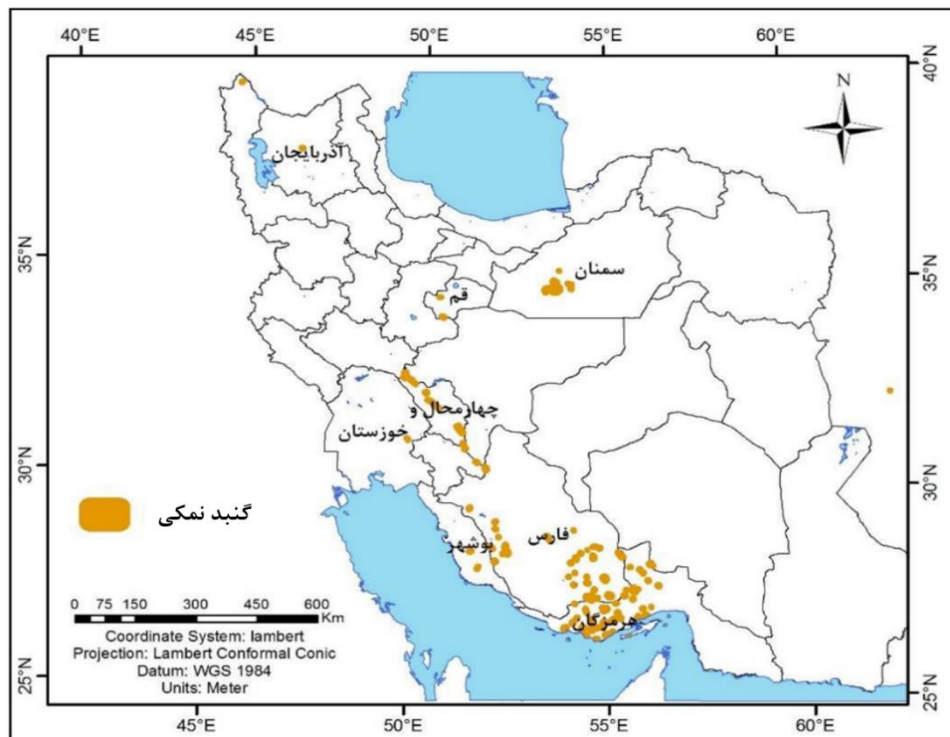 40°E 45°E 50°E 55°E 60°E
40°N
N
آذربایجان
35°N
35°N
سمنان
قم
چهارمحال و
خوزستان
30°N
30°N
گنبد نمکی
فارس
بوشهر
هرمزگان
0 75 150 300 450 600
Km
Coordinate System: lambert
Projection: Lambert Conformal Conic
Datum: WGS 1984
Units: Meter
25°N
25°N
45°E 50°E 55°E 60°E